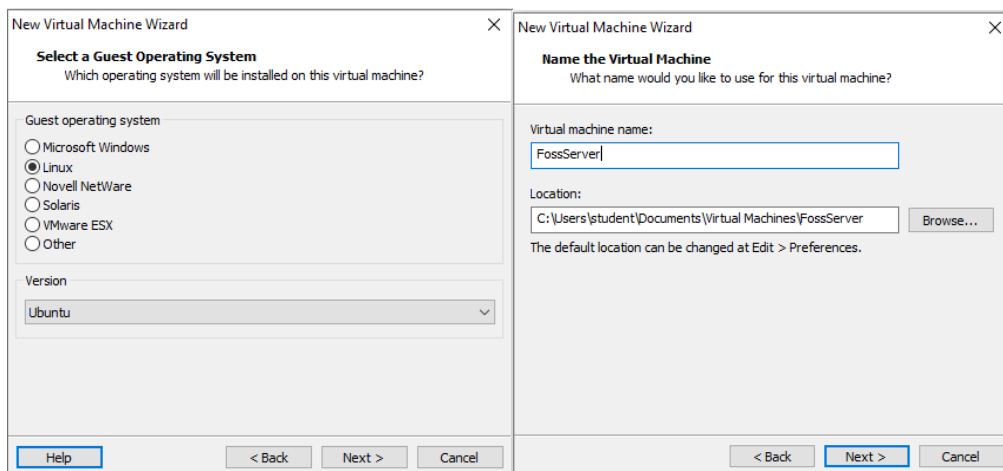 New Virtual Machine Wizard
Select a Guest Operating System
Which operating system will be installed on this virtual machine?
Guest operating system
Microsoft Windows
Linux
Novell NetWare
Solaris
VMware ESX
Other
Version
Ubuntu
Help
< Back
Next >
Cancel
New Virtual Machine Wizard
Name the Virtual Machine
What name would you like to use for this virtual machine?
Virtual machine name:
FossServer
Location:
C:\Users\student\Documents\Virtual Machines\FossServer
Browse...
The default location can be changed at Edit > Preferences.
< Back
Next >
Cancel